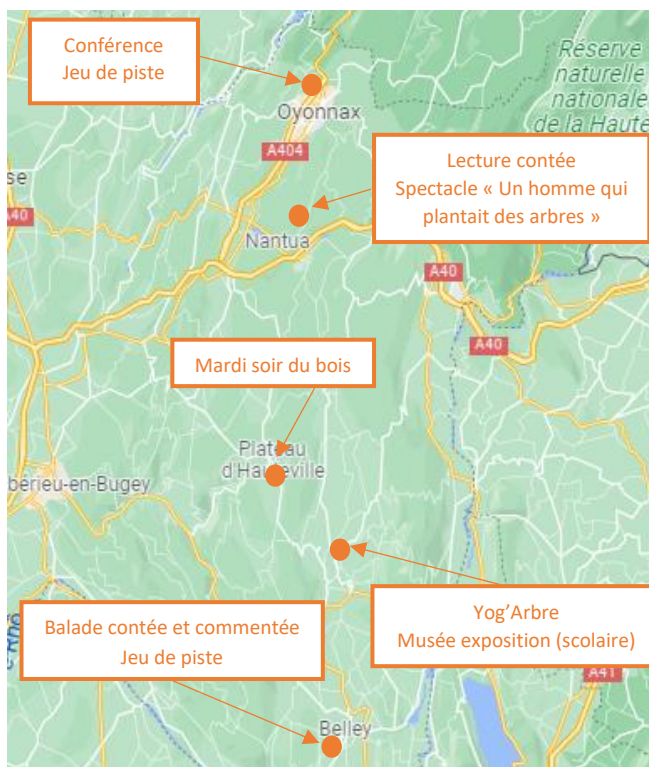 Conférence
Jeu de piste
Réserve
naturelle
nationale
de la Haute
Oyonnax
A404
Lecture contée
Spectacle « Un homme qui
plantait des arbres »
se
A40
Nantua
A40
A40
Mardi soir du bois
Plateau
d'Hauteville
bérieu-en-Bugey
Yog'Arbre
Musée exposition (scolaire)
Balade contée et commentée
Jeu de piste
A41
Belley